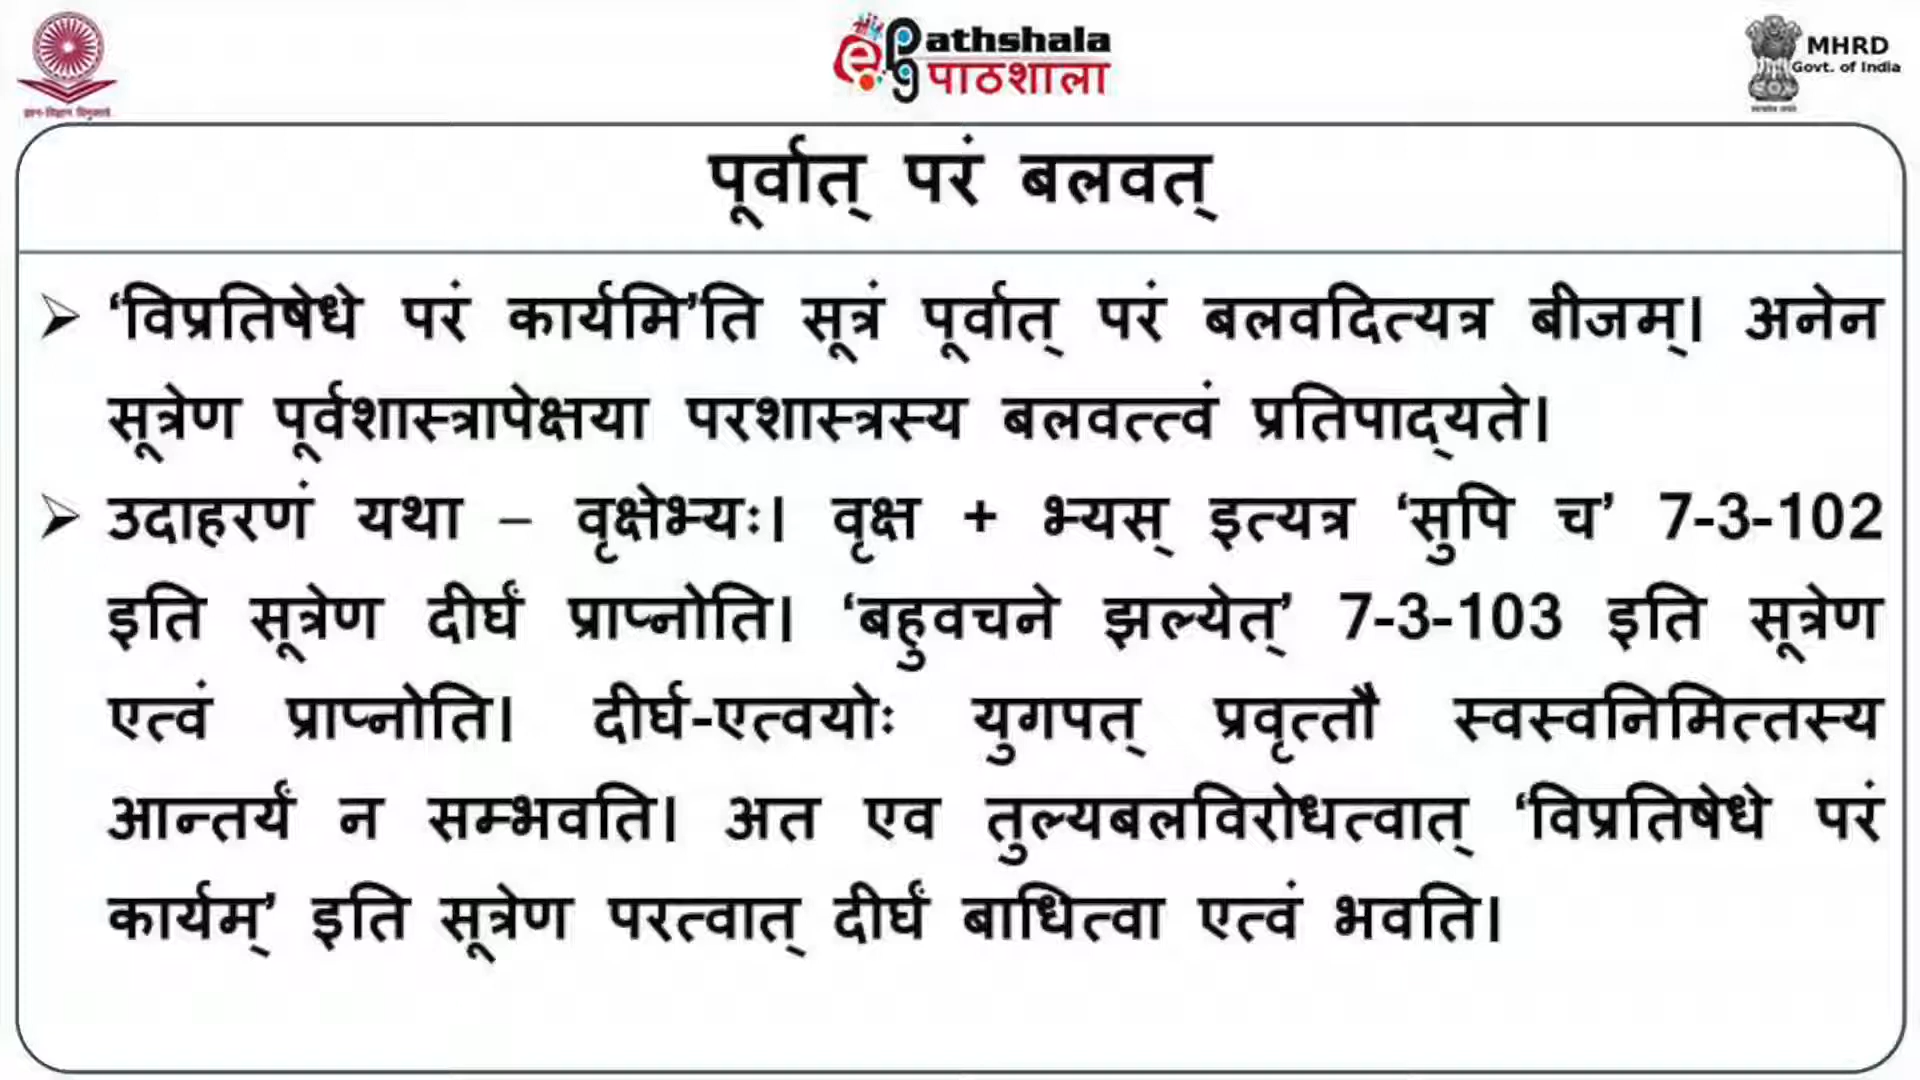 ePG Pathshala
पाठशाला
MHRD
Govt. of India
पूर्वात् परं बलवत्
‘विप्रतिषेधे परं कार्यमि’ति सूत्रं पूर्वात् परं बलवदित्यत्र बीजम्। अनेन
सूत्रेण पूर्वशास्त्रापेक्षया परशास्त्रस्य बलवत्त्वं प्रतिपाद्यते।
उदाहरणं यथा – वृक्षेभ्यः। वृक्ष + भ्यस् इत्यत्र ‘सुपि च’ 7-3-102
इति सूत्रेण दीर्घं प्राप्नोति। ‘बहुवचने झल्येत्’ 7-3-103 इति सूत्रेण
एत्वं प्राप्नोति। दीर्घ-एत्वयोः युगपत् प्रवृत्तौ स्वस्वनिमित्तस्य
आन्तर्यं न सम्भवति। अत एव तुल्यबलविरोधत्वात् ‘विप्रतिषेधे परं
कार्यम्’ इति सूत्रेण परत्वात् दीर्घं बाधित्वा एत्वं भवति।